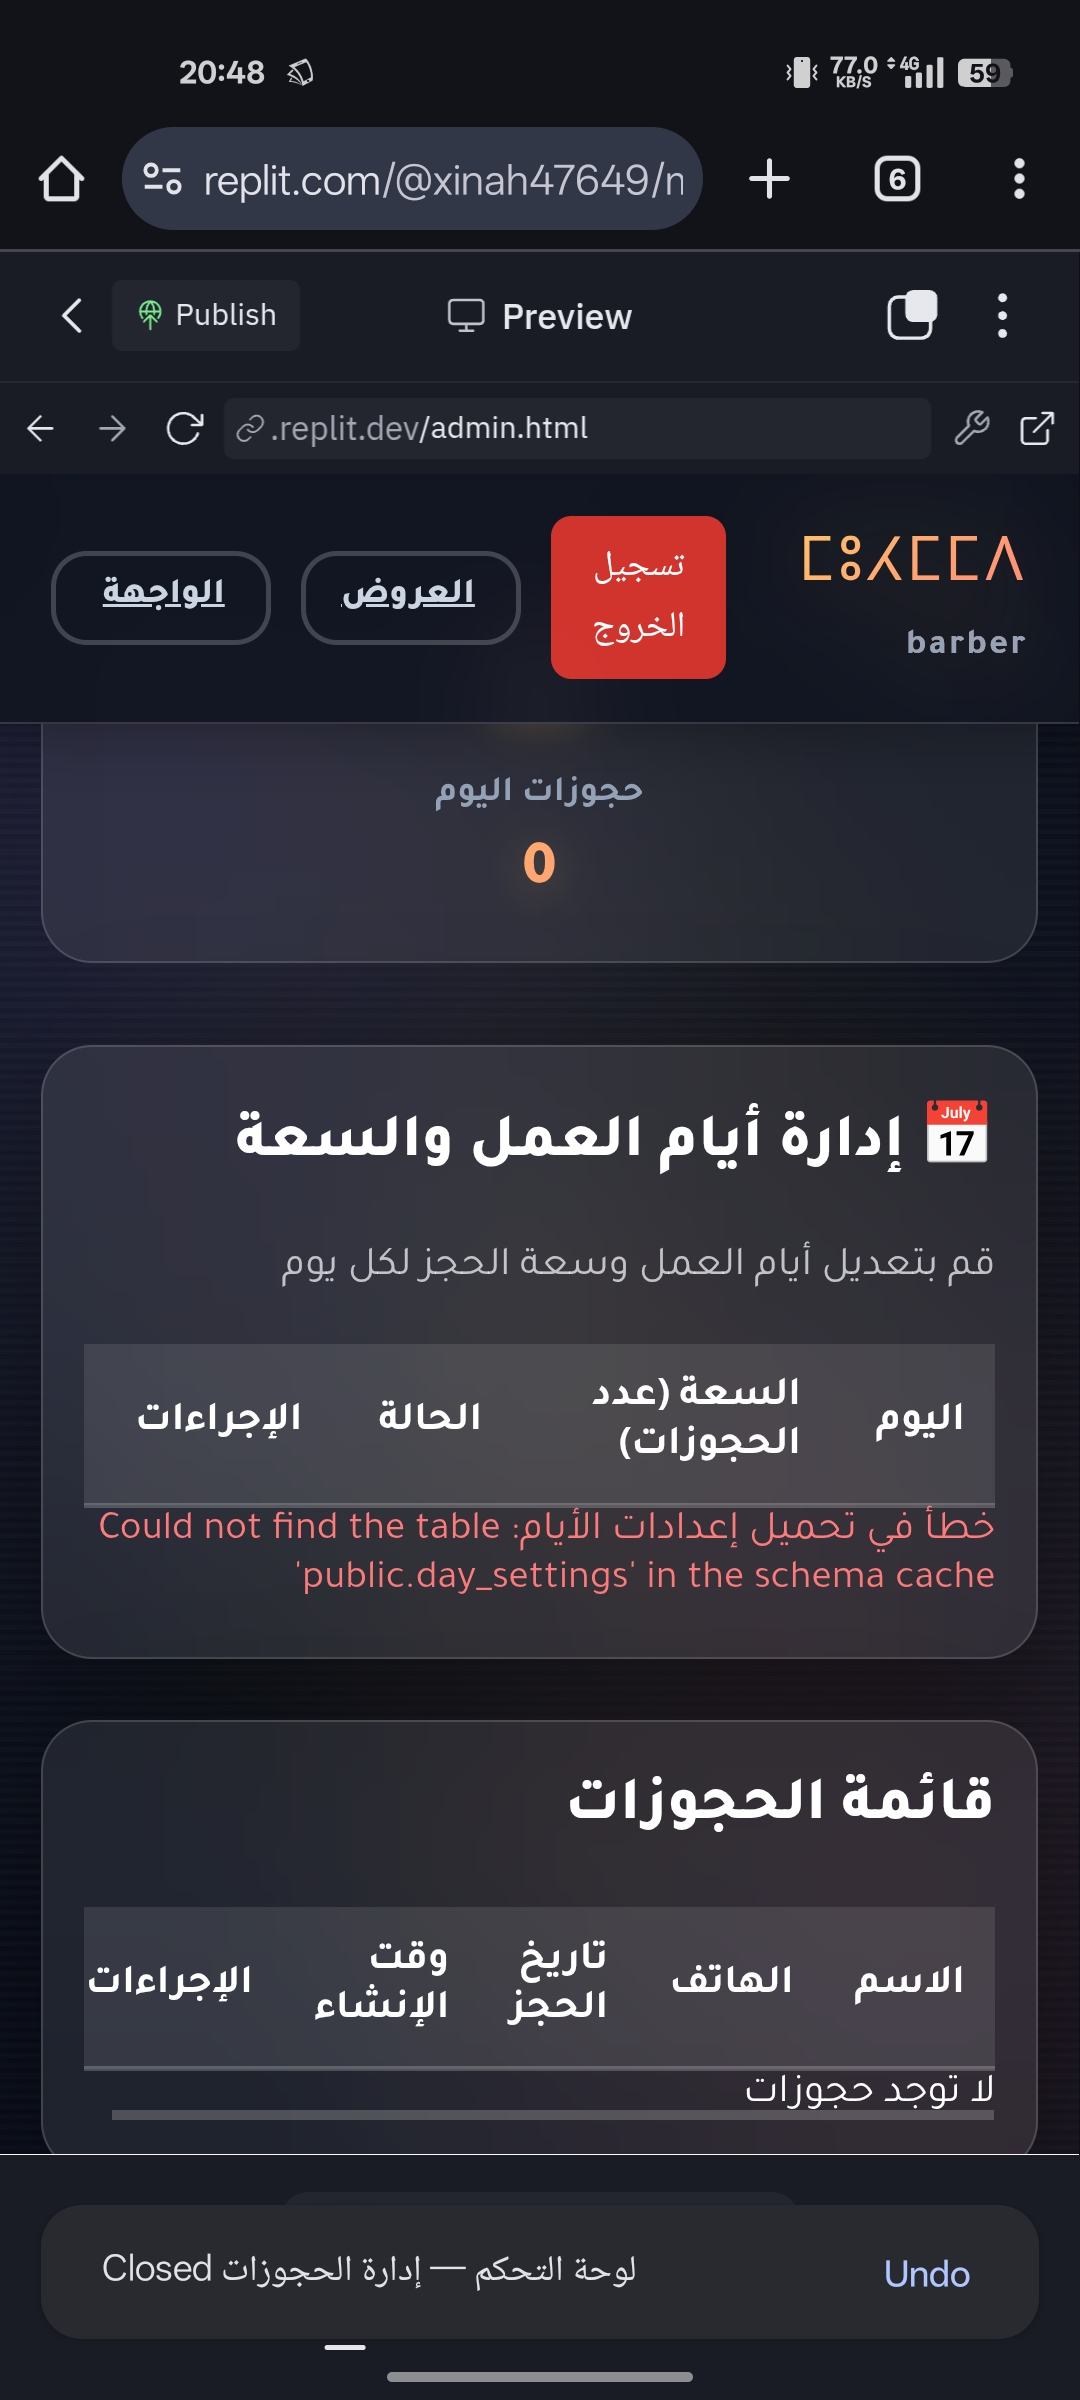 20:48
77.0 KB/S
4G
59
replit.com/@xinah47649/n
6
Publish
Preview
.replit.dev/admin.html
ⵎⵓⵃⵎⵎⴷ
barber
تسجيل
الخروج
العروض
الواجهة
حجوزات اليوم
0
July
17
إدارة أيام العمل والسعة
قم بتعديل أيام العمل وسعة الحجز لكل يوم
اليوم
السعة (عدد
الحجوزات)
الحالة
الإجراءات
خطأ في تحميل إعدادات الأيام: Could not find the table
'public.day_settings' in the schema cache
قائمة الحجوزات
الاسم
الهاتف
تاريخ
الحجز
وقت
الإنشاء
الإجراءات
لا توجد حجوزات
Closed لوحة التحكم — إدارة الحجوزات
Undo